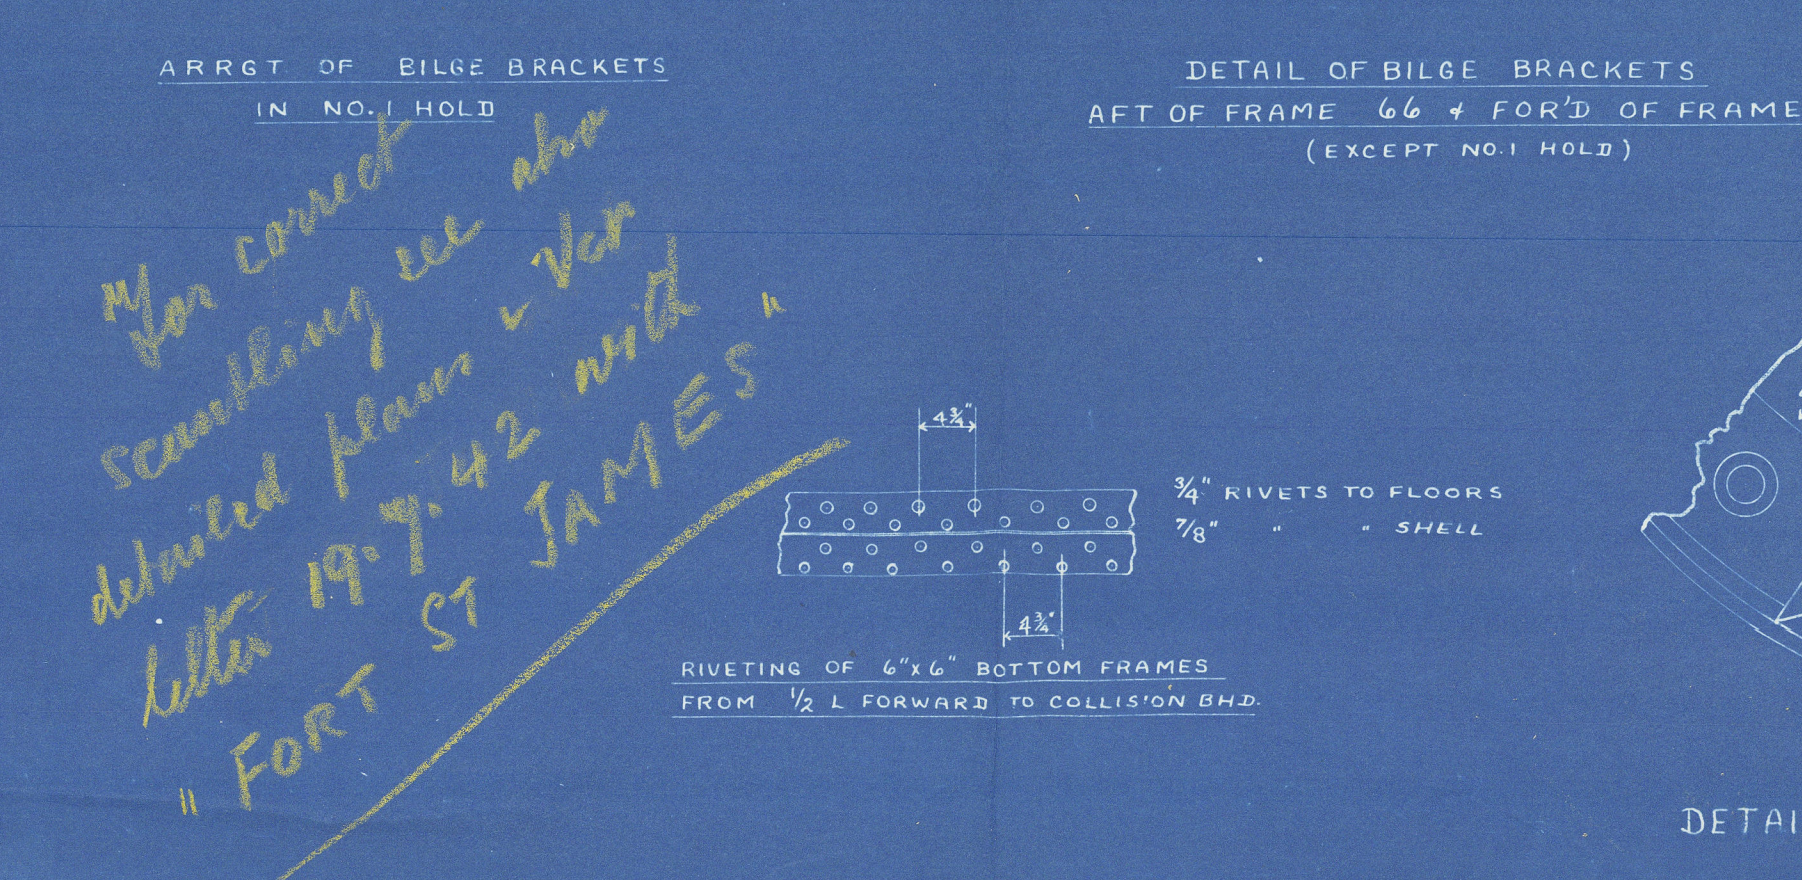 ARRGT OF BILGE BRACKETS
IN NO.1 HOLD
DETAIL OF BILGE BRACKETS
AFT OF FRAME 66 & FOR'D OF FRAME
(EXCEPT NO.1 HOLD)
for correct
scantling see also
detailed plans
letter 19.9.42 with
"FORT ST JAMES"
4¾"
¾" RIVETS TO FLOORS
7/8" " " SHELL
4¾"
RIVETING OF 6"x6" BOTTOM FRAMES
FROM ½ L FORWARD TO COLLISION BHD.
DETAI